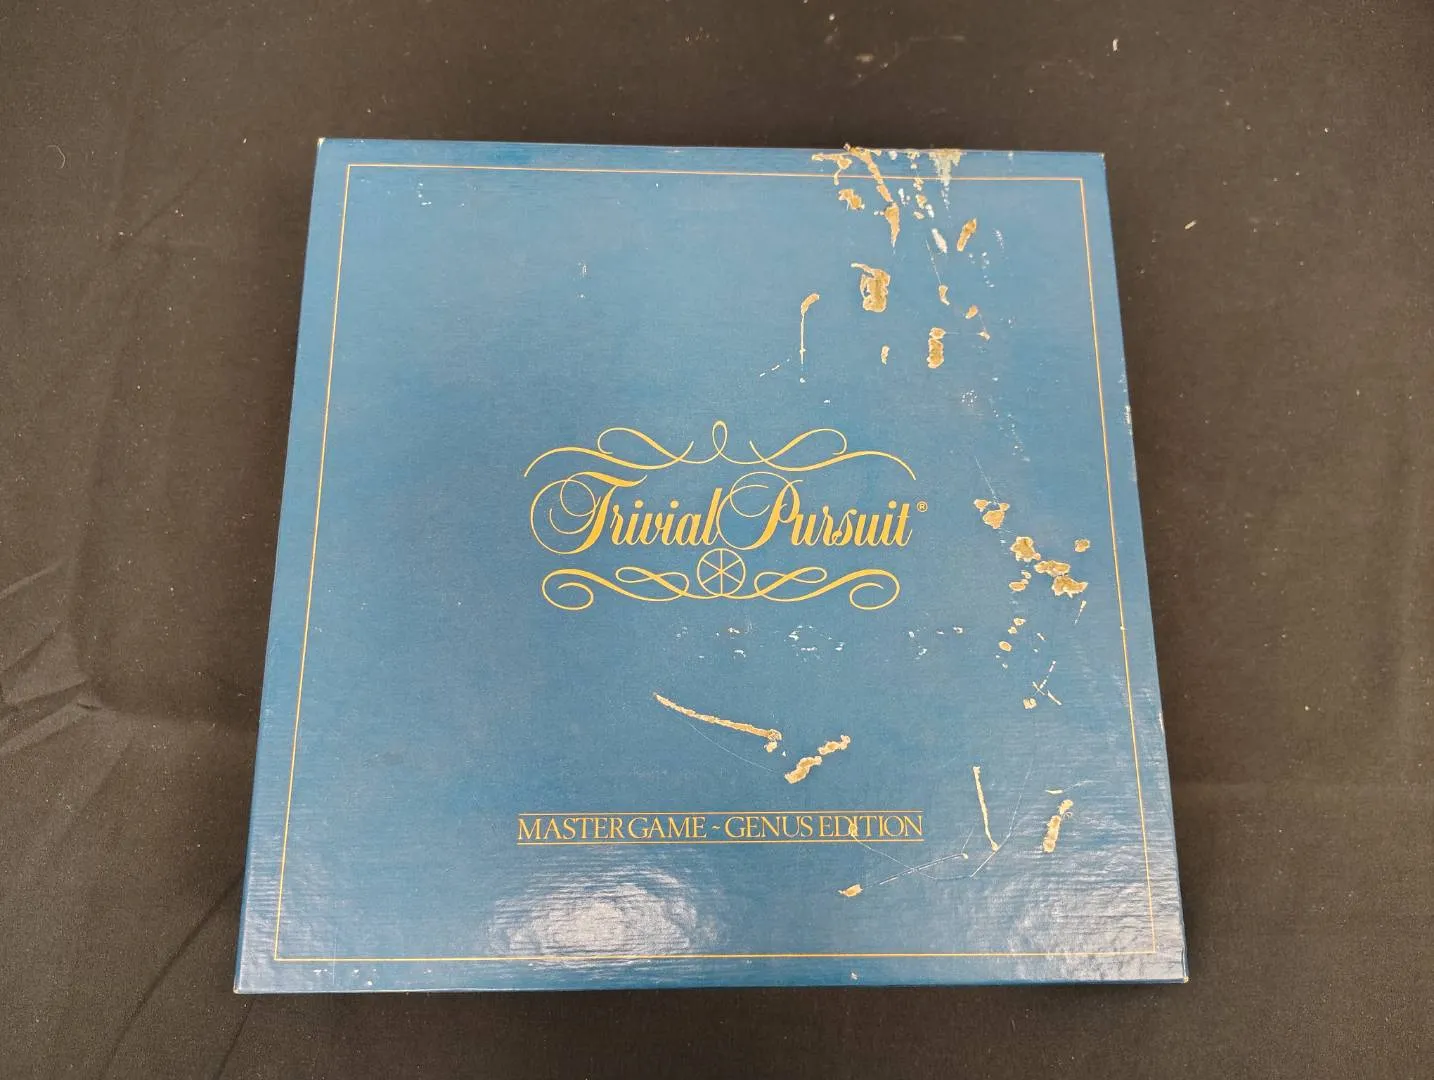 Trivial Pursuit®
MASTER GAME ~ GENUS EDITION